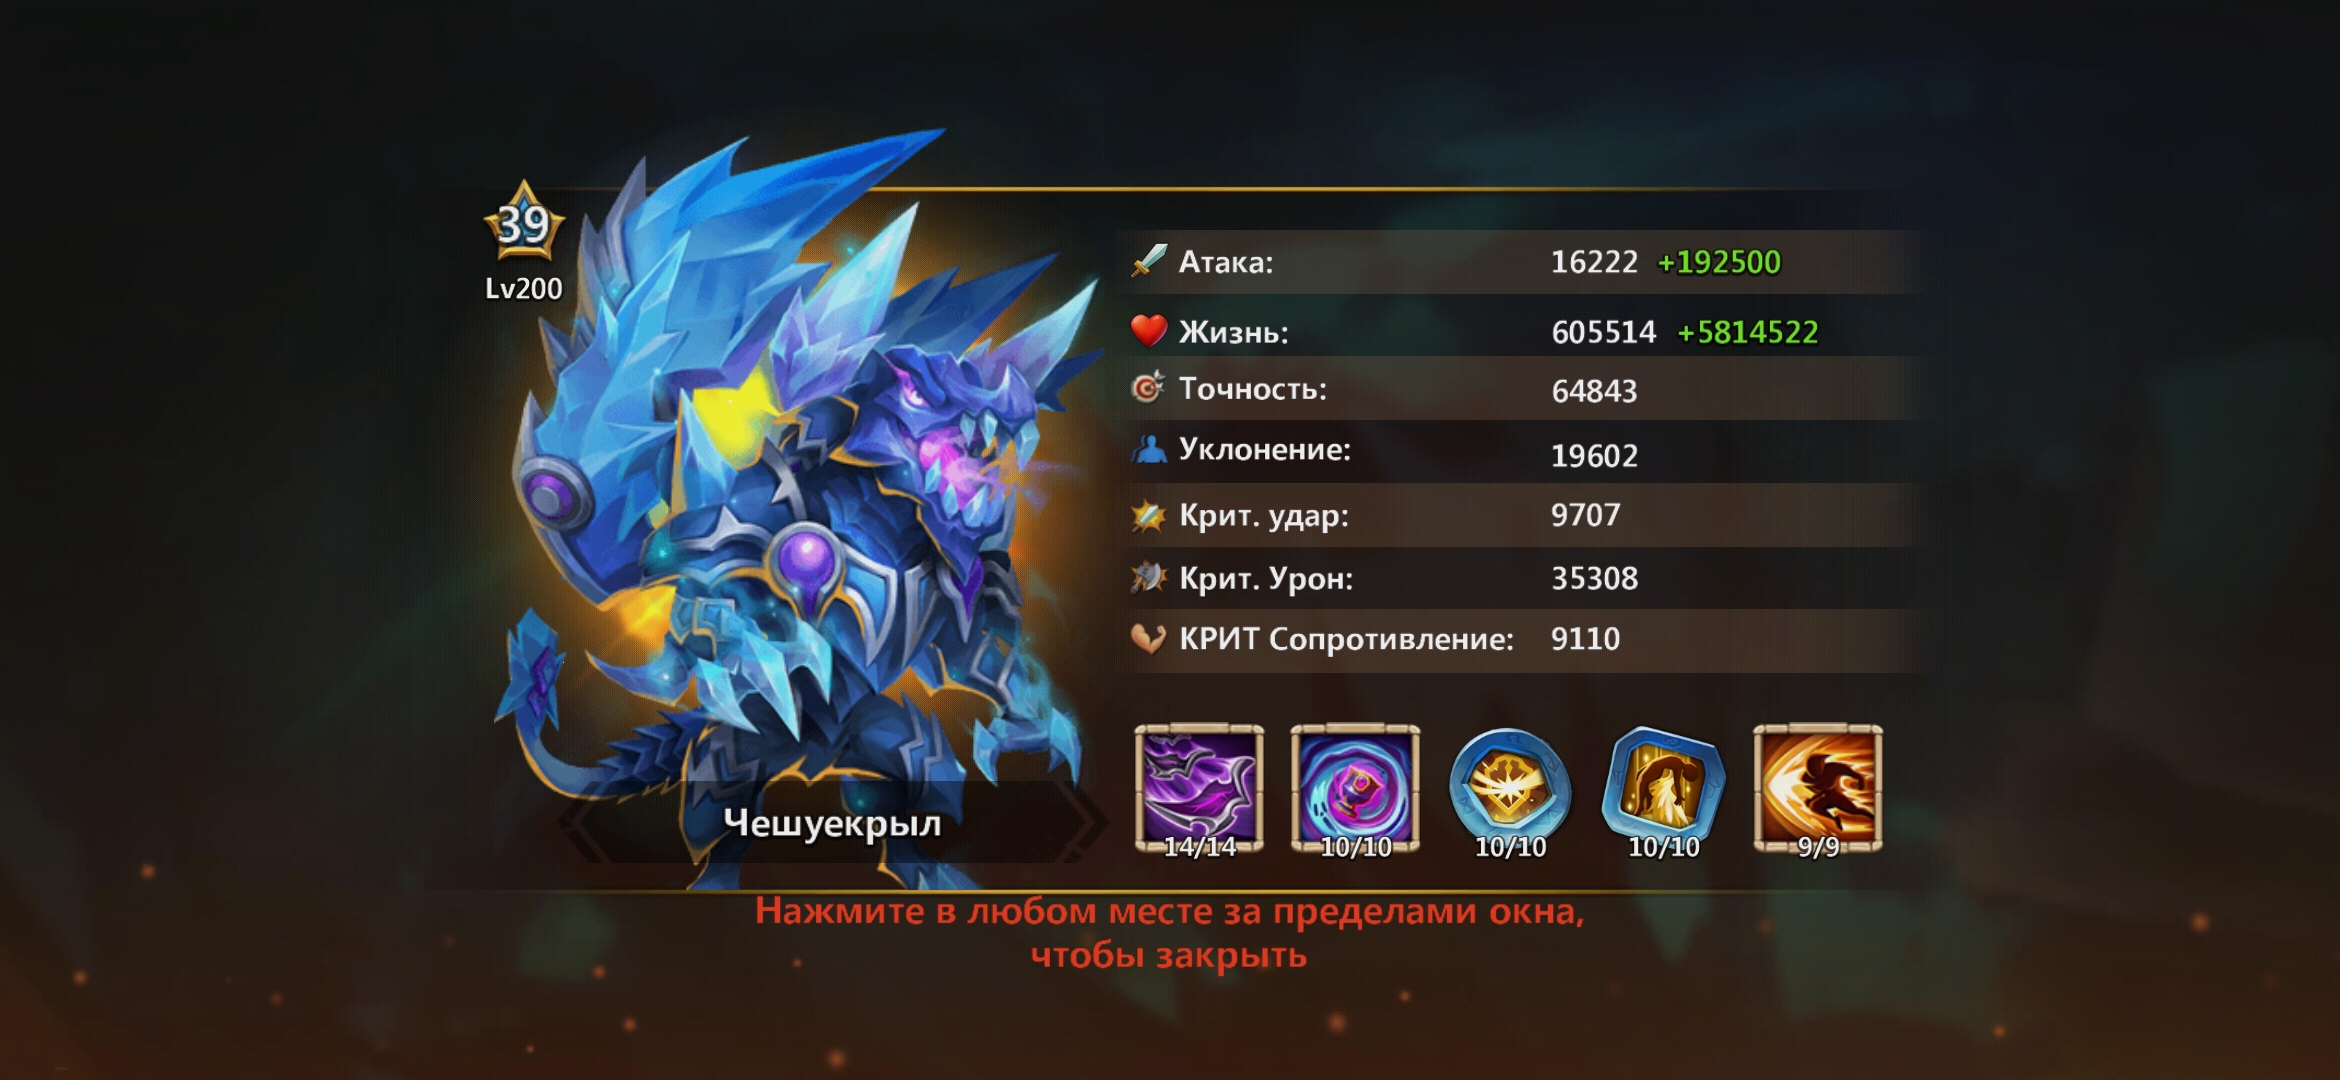 39
Lv200
Атака: 16222 +192500
Жизнь: 605514 +5814522
Точность: 64843
Уклонение: 19602
Крит. удар: 9707
Крит. Урон: 35308
КРИТ Сопротивление: 9110
Чешуекрыл
14/14 10/10 10/10 10/10 9/9
Нажмите в любом месте за пределами окна,
чтобы закрыть